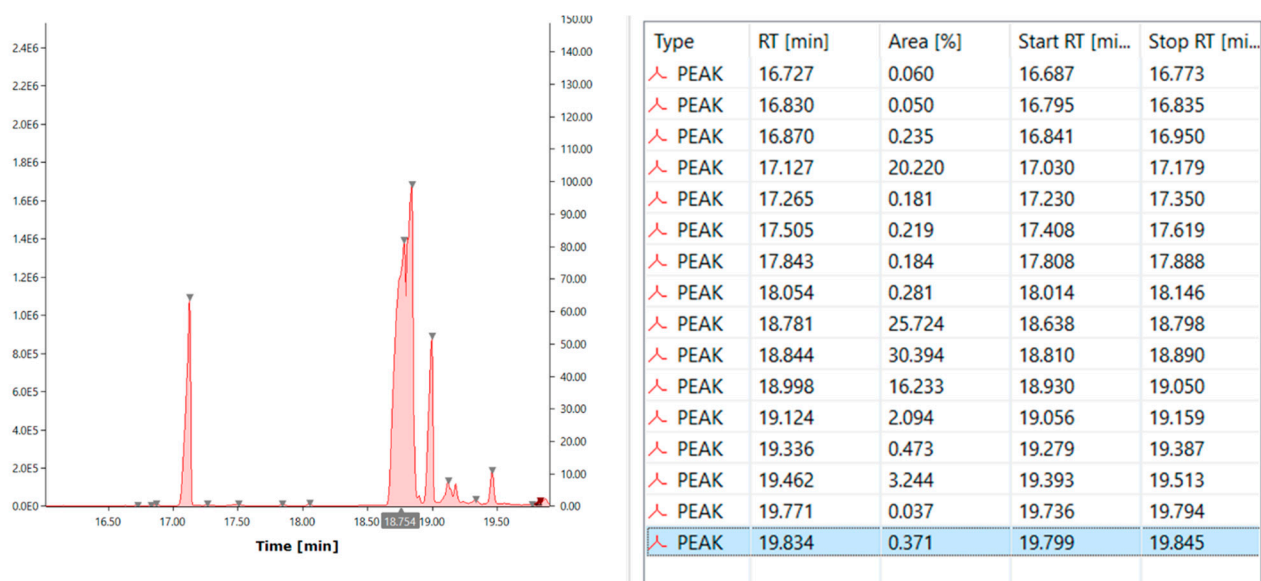 2.4E6
2.2E6
2.0E6
1.8E6
1.6E6
1.4E6
1.2E6
1.0E6
8.0E5
6.0E5
4.0E5
2.0E5
0.0E0
150.00
140.00
130.00
120.00
110.00
100.00
90.00
80.00
70.00
60.00
50.00
40.00
30.00
20.00
10.00
0.00
16.50 17.00 17.50 18.00 18.50 18.754 19.00 19.50
Time [min]
Type RT [min] Area [%] Start RT [mi... Stop RT [mi...
PEAK 16.727 0.060 16.687 16.773
PEAK 16.830 0.050 16.795 16.835
PEAK 16.870 0.235 16.841 16.950
PEAK 17.127 20.220 17.030 17.179
PEAK 17.265 0.181 17.230 17.350
PEAK 17.505 0.219 17.408 17.619
PEAK 17.843 0.184 17.808 17.888
PEAK 18.054 0.281 18.014 18.146
PEAK 18.781 25.724 18.638 18.798
PEAK 18.844 30.394 18.810 18.890
PEAK 18.998 16.233 18.930 19.050
PEAK 19.124 2.094 19.056 19.159
PEAK 19.336 0.473 19.279 19.387
PEAK 19.462 3.244 19.393 19.513
PEAK 19.771 0.037 19.736 19.794
PEAK 19.834 0.371 19.799 19.845